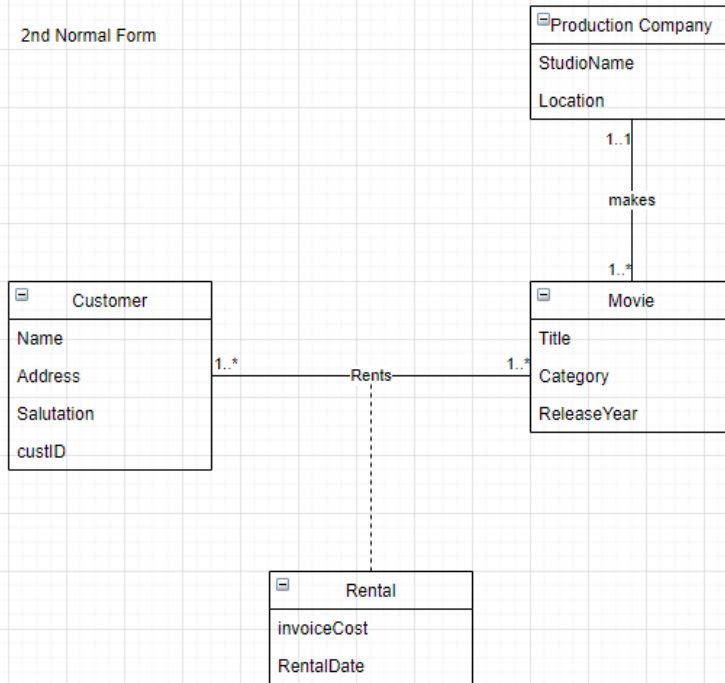 2nd Normal Form
Production Company
StudioName
Location
1..1
makes
1..*
Customer
Name
Address
Salutation
custID
1..*
Rents
1..*
Movie
Title
Category
ReleaseYear
Rental
invoiceCost
RentalDate